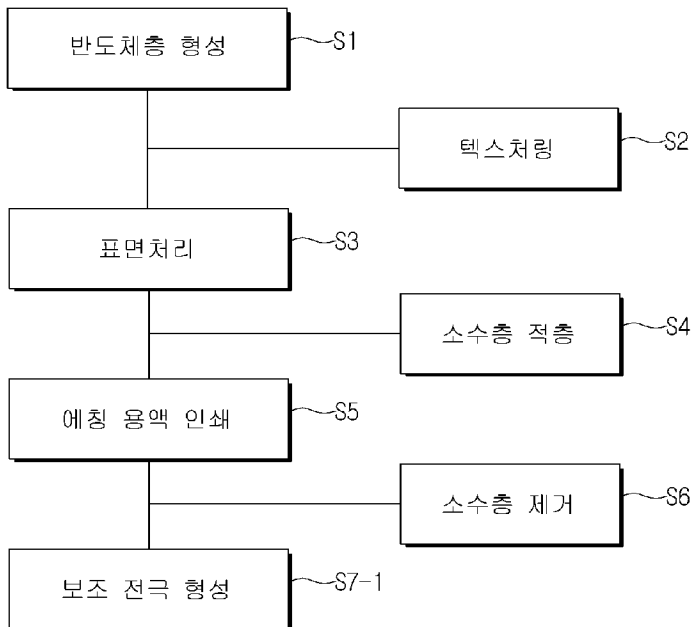 반도체층 형성
S1
텍스처링
S2
표면처리
S3
소수층 적층
S4
에칭 용액 인쇄
S5
소수층 제거
S6
보조 전극 형성
S7-1